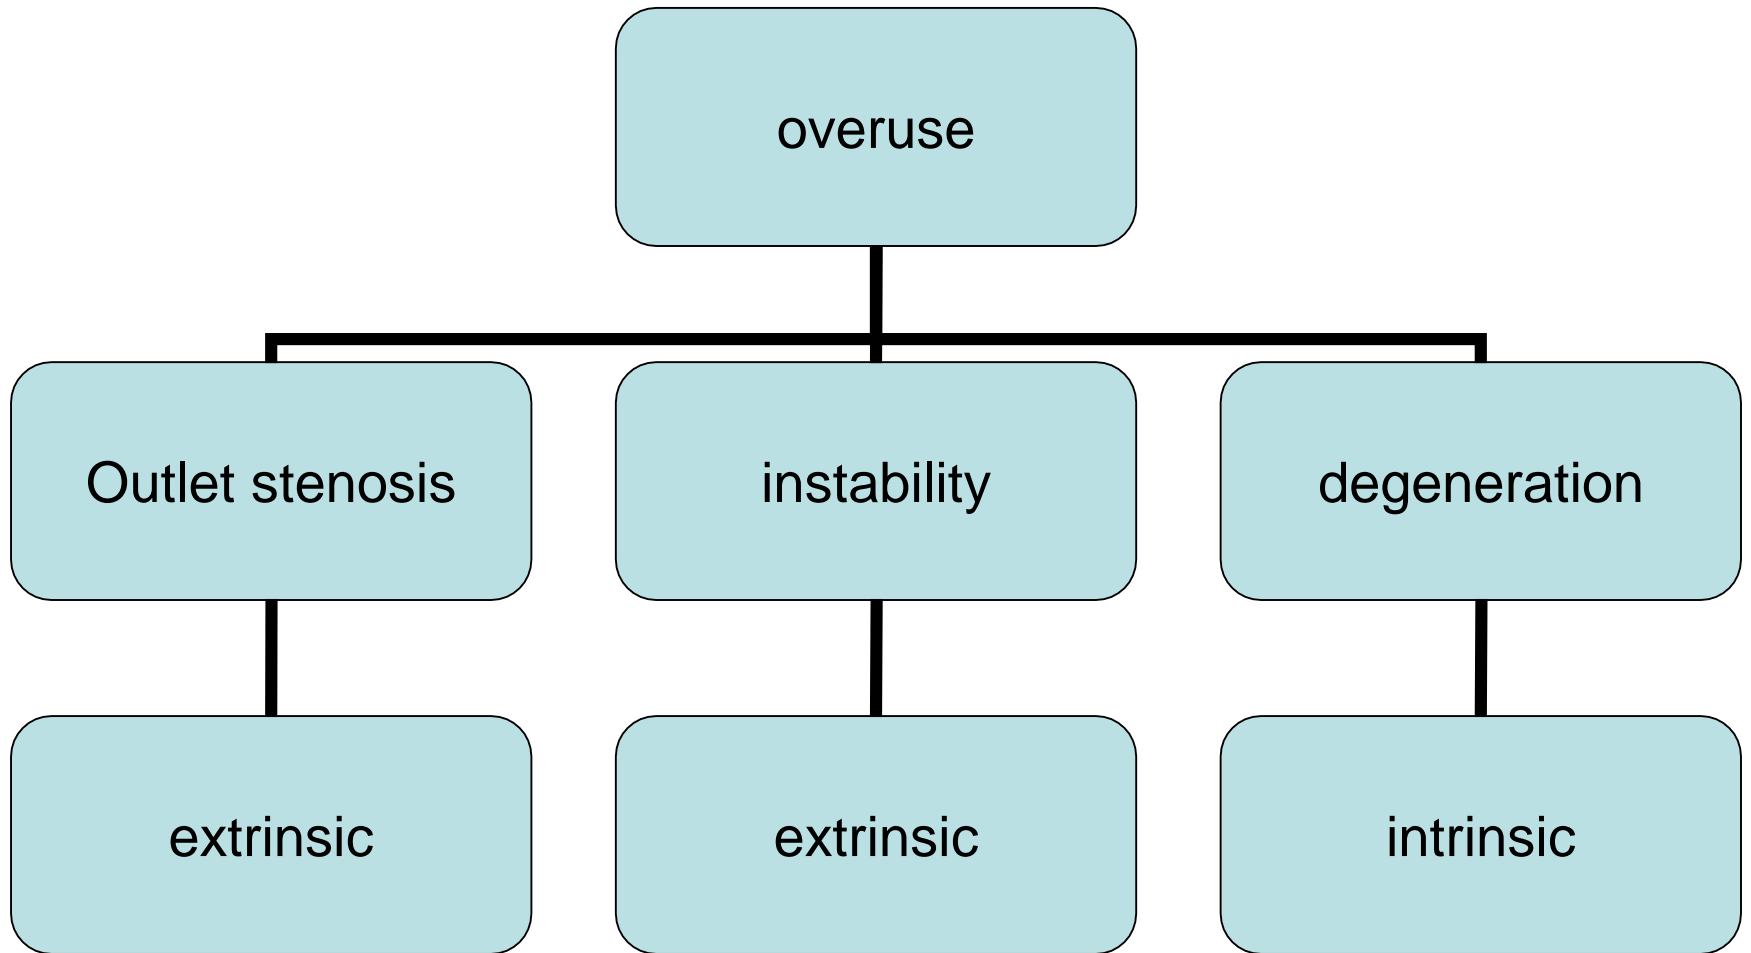 overuse
Outlet stenosis
instability
degeneration
extrinsic
extrinsic
intrinsic